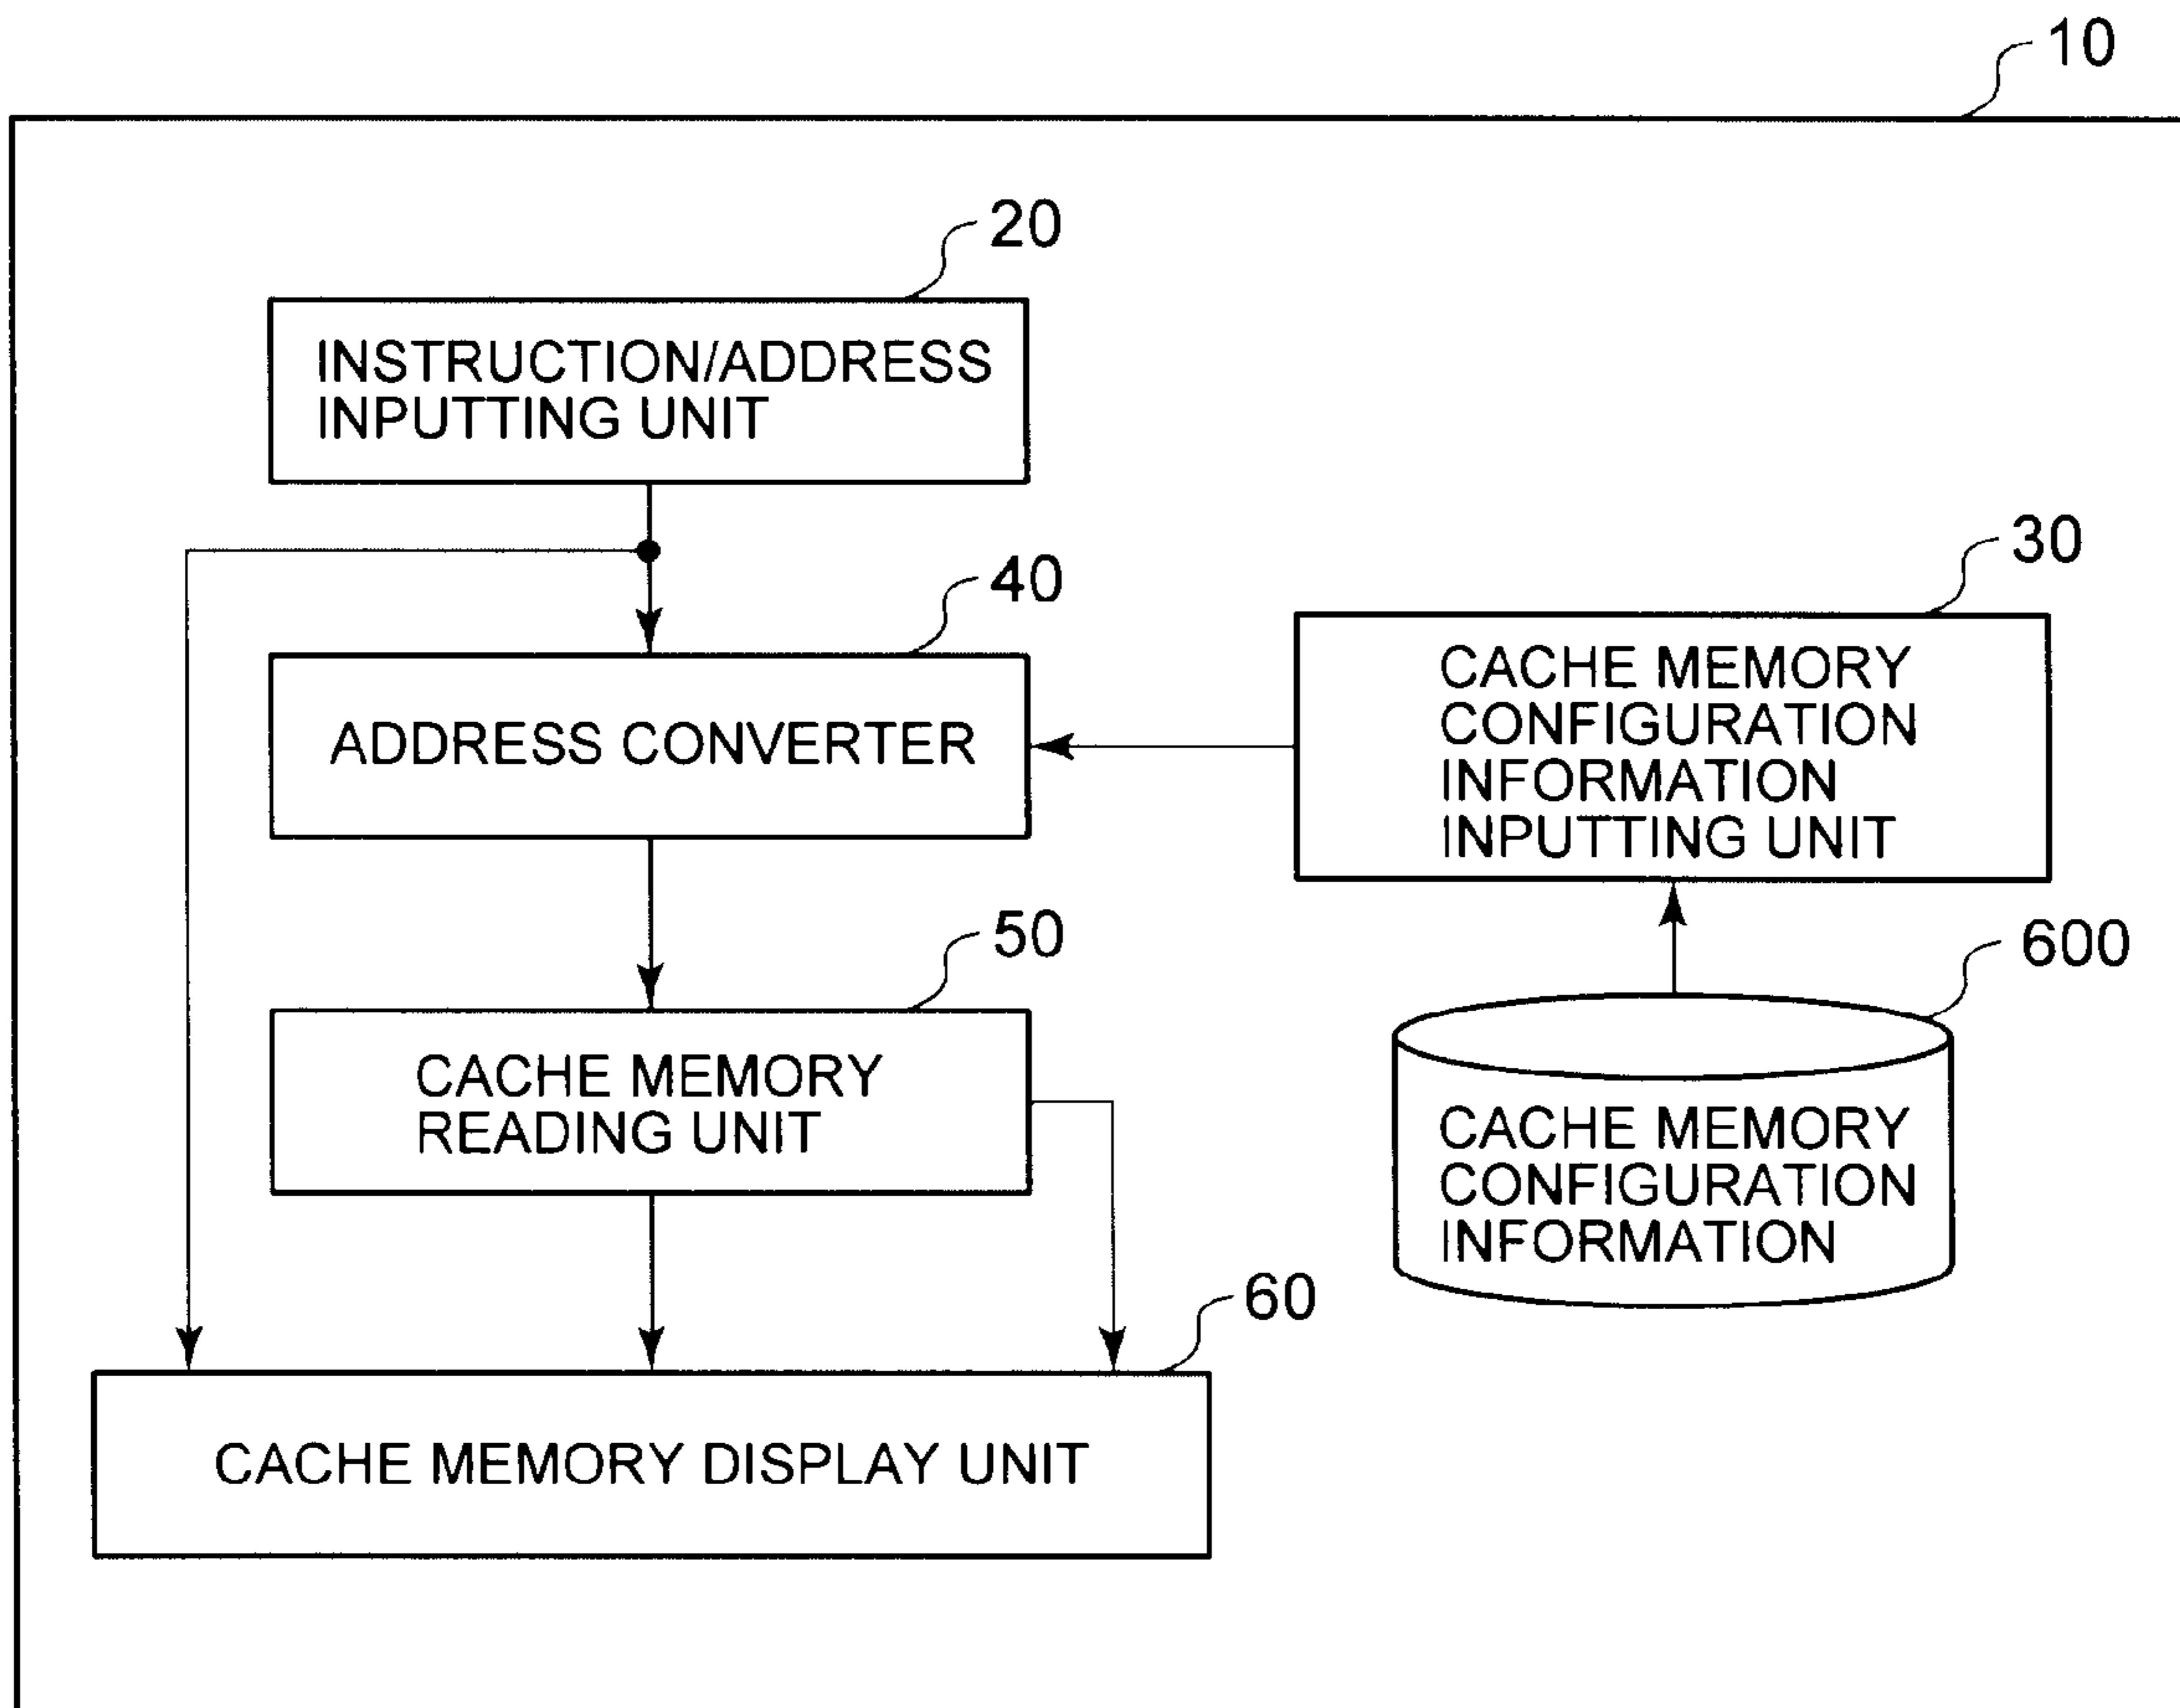 10
20
INSTRUCTION/ADDRESS
INPUTTING UNIT
40
ADDRESS CONVERTER
30
CACHE MEMORY
CONFIGURATION
INFORMATION
INPUTTING UNIT
50
CACHE MEMORY
READING UNIT
600
CACHE MEMORY
CONFIGURATION
INFORMATION
60
CACHE MEMORY DISPLAY UNIT